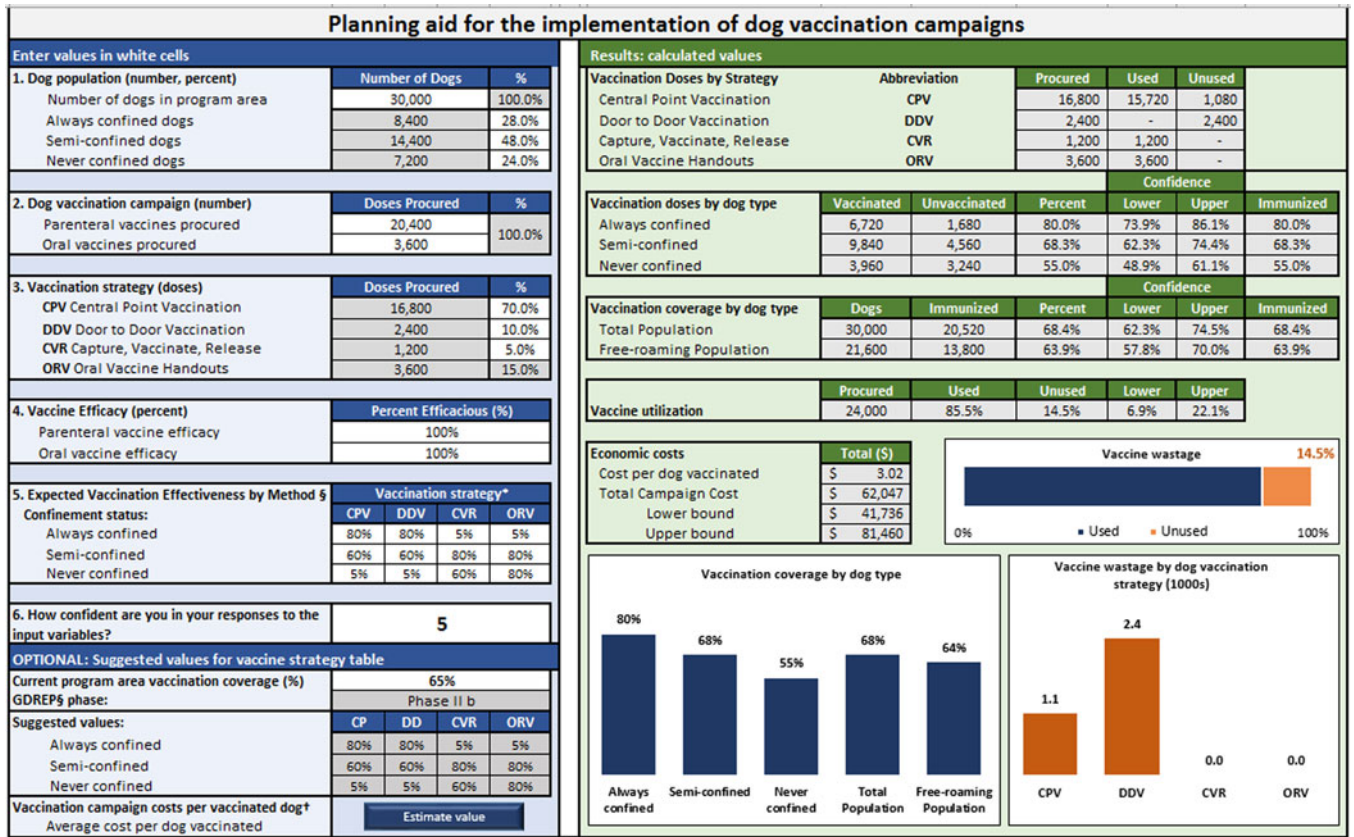 Planning aid for the implementation of dog vaccination campaigns
Enter values in white cells
1. Dog population (number, percent) Number of Dogs %
Number of dogs in program area 30,000 100.0%
Always confined dogs 8,400 28.0%
Semi-confined dogs 14,400 48.0%
Never confined dogs 7,200 24.0%
2. Dog vaccination campaign (number) Doses Procured %
Parenteral vaccines procured 20,400 100.0%
Oral vaccines procured 3,600
3. Vaccination strategy (doses) Doses Procured %
CPV Central Point Vaccination 16,800 70.0%
DDV Door to Door Vaccination 2,400 10.0%
CVR Capture, Vaccinate, Release 1,200 5.0%
ORV Oral Vaccine Handouts 3,600 15.0%
4. Vaccine Efficacy (percent) Percent Efficacious (%)
Parenteral vaccine efficacy 100%
Oral vaccine efficacy 100%
5. Expected Vaccination Effectiveness by Method § Vaccination strategy*
Confinement status: CPV DDV CVR ORV
Always confined 80% 80% 5% 5%
Semi-confined 60% 60% 80% 80%
Never confined 5% 5% 60% 80%
6. How confident are you in your responses to the
input variables? 5
OPTIONAL: Suggested values for vaccine strategy table
Current program area vaccination coverage (%) 65%
GDREP§ phase: Phase II b
Suggested values: CP DD CVR ORV
Always confined 80% 80% 5% 5%
Semi-confined 60% 60% 80% 80%
Never confined 5% 5% 60% 80%
Vaccination campaign costs per vaccinated dog†
Average cost per dog vaccinated Estimate value
Results: calculated values
Vaccination Doses by Strategy Abbreviation Procured Used Unused
Central Point Vaccination CPV 16,800 15,720 1,080
Door to Door Vaccination DDV 2,400 - 2,400
Capture, Vaccinate, Release CVR 1,200 1,200 -
Oral Vaccine Handouts ORV 3,600 3,600 -
Confidence
Vaccination doses by dog type Vaccinated Unvaccinated Percent Lower Upper Immunized
Always confined 6,720 1,680 80.0% 73.9% 86.1% 80.0%
Semi-confined 9,840 4,560 68.3% 62.3% 74.4% 68.3%
Never confined 3,960 3,240 55.0% 48.9% 61.1% 55.0%
Confidence
Vaccination coverage by dog type Dogs Immunized Percent Lower Upper Immunized
Total Population 30,000 20,520 68.4% 62.3% 74.5% 68.4%
Free-roaming Population 21,600 13,800 63.9% 57.8% 70.0% 63.9%
Procured Used Unused Lower Upper
Vaccine utilization 24,000 85.5% 14.5% 6.9% 22.1%
Economic costs Total ($)
Cost per dog vaccinated $ 3.02
Total Campaign Cost $ 62,047
Lower bound $ 41,736
Upper bound $ 81,460
Vaccine wastage 14.5%
0% Used Unused 100%
Vaccination coverage by dog type
80%
68%
55%
68%
64%
Always confined
Semi-confined
Never confined
Total Population
Free-roaming Population
Vaccine wastage by dog vaccination
strategy (1000s)
1.1
2.4
0.0
0.0
CPV DDV CVR ORV